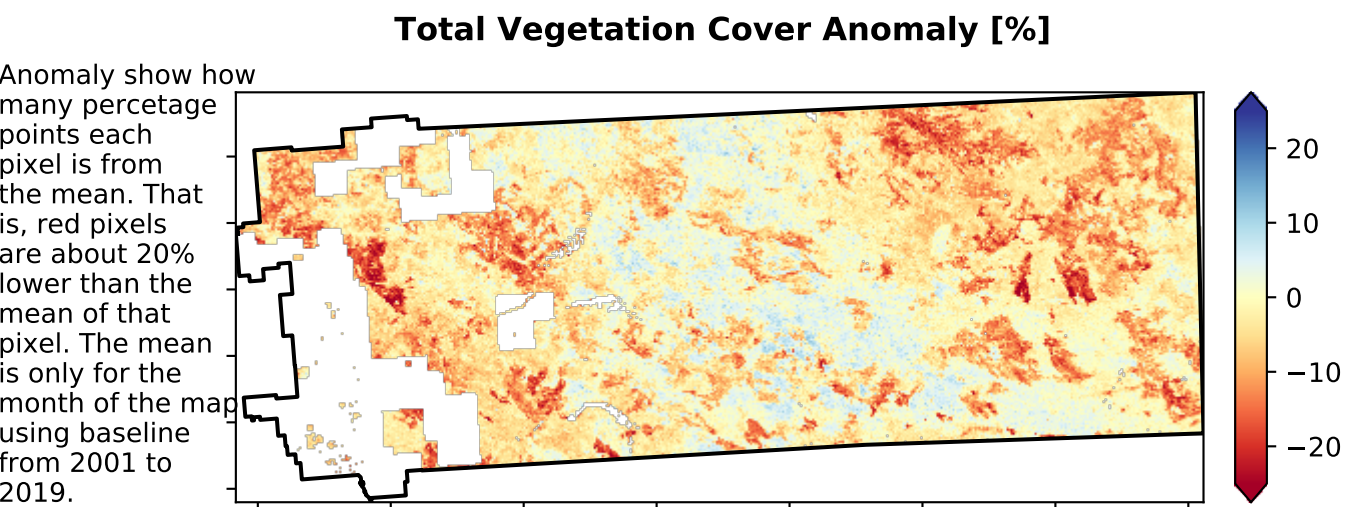 Total Vegetation Cover Anomaly [%]
Anomaly show how
many percetage
points each
pixel is from
the mean. That
is, red pixels
are about 20%
lower than the
mean of that
pixel. The mean
is only for the
month of the map
using baseline
from 2001 to
2019.
20
10
0
−10
−20